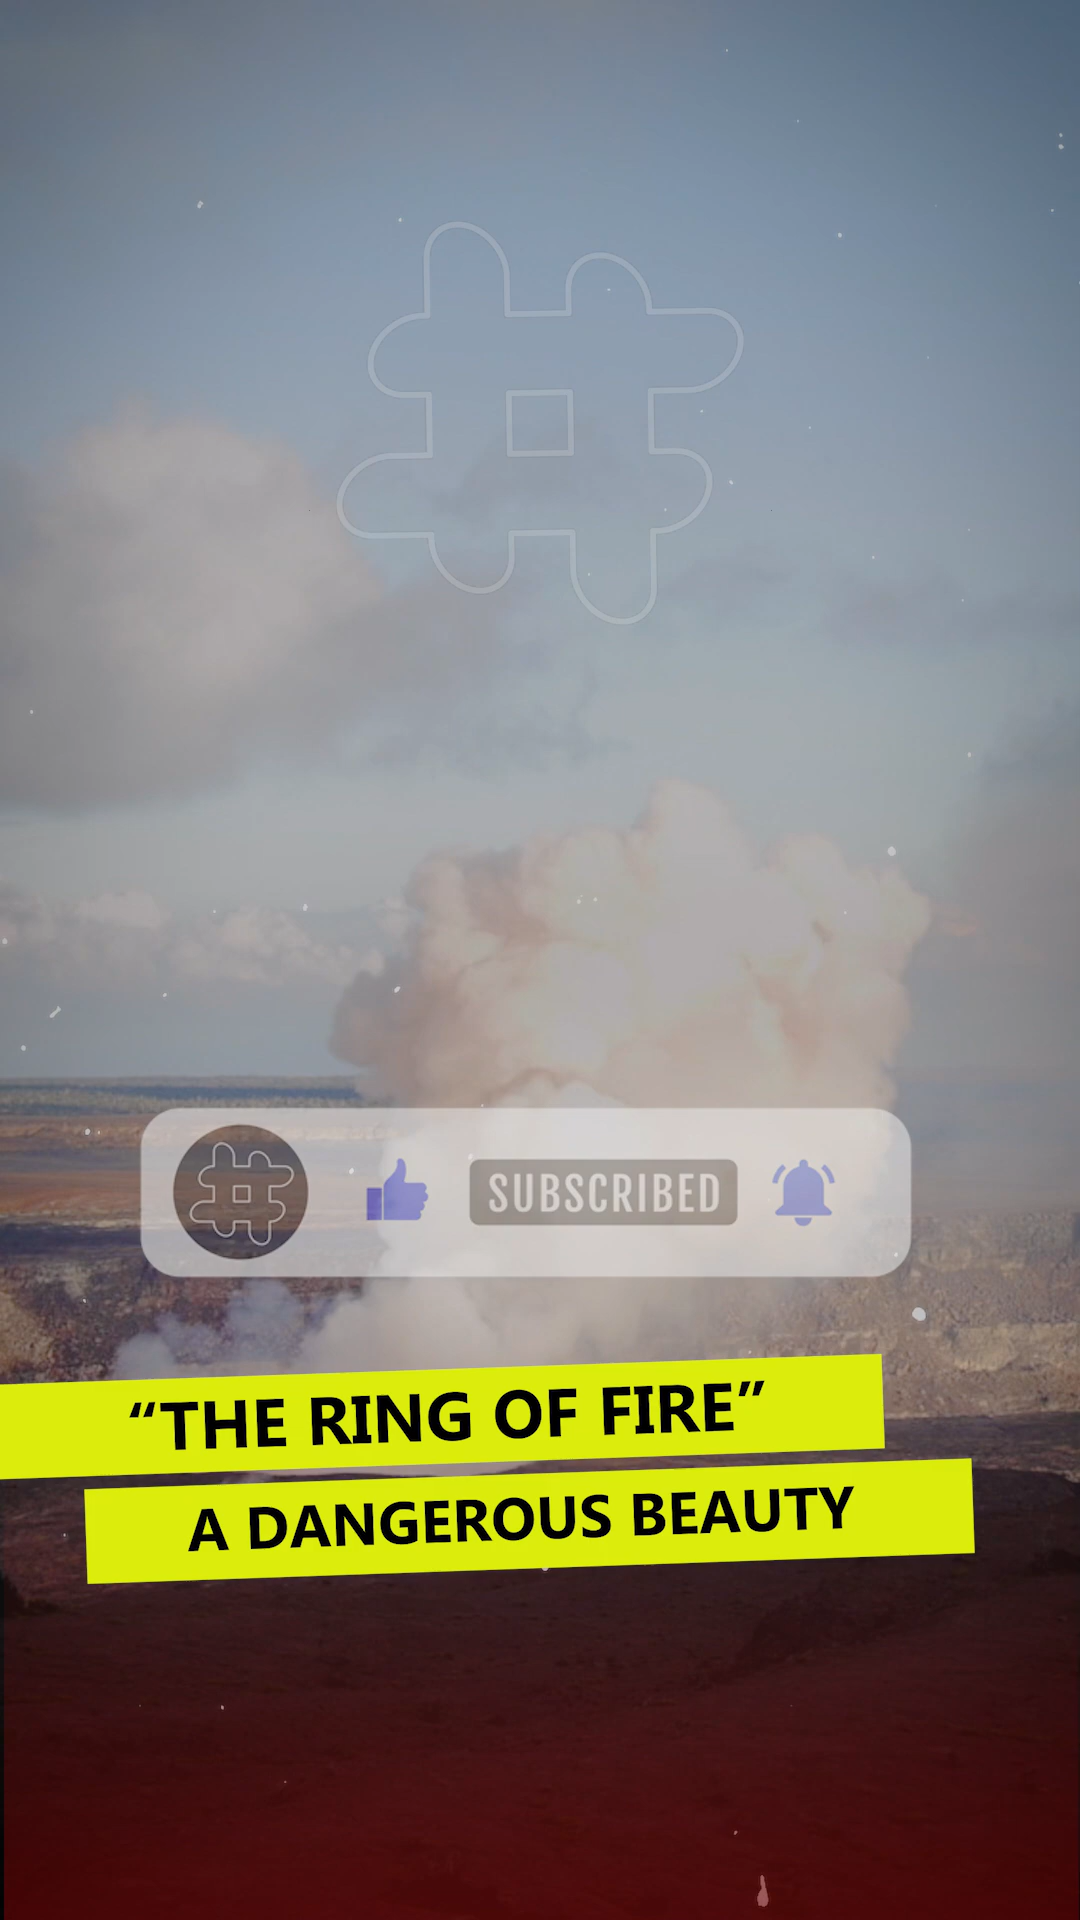 SUBSCRIBED
“THE RING OF FIRE”
A DANGEROUS BEAUTY